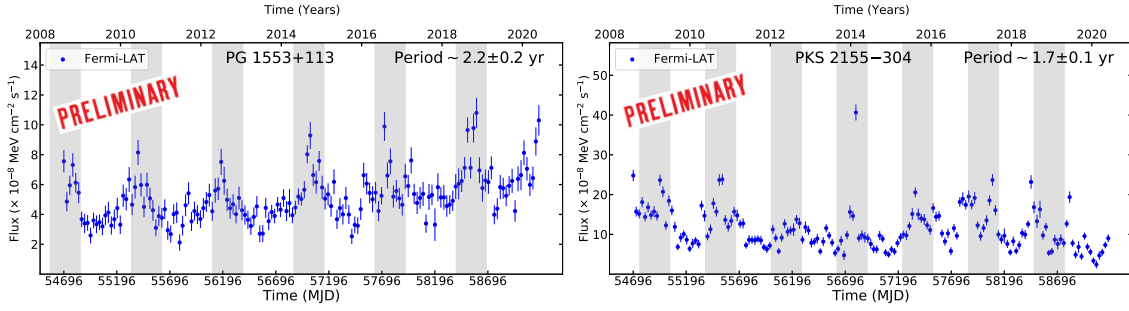 Time (Years)
2008 2010 2012 2014 2016 2018 2020
Fermi-LAT
PG 1553+113
Period ~ 2.2±0.2 yr
PRELIMINARY
Flux (× 10⁻⁸ MeV cm⁻² s⁻¹)
14
12
10
8
6
4
2
54696 55196 55696 56196 56696 57196 57696 58196 58696
Time (MJD)
Time (Years)
2008 2010 2012 2014 2016 2018 2020
Fermi-LAT
PKS 2155−304
Period ~ 1.7±0.1 yr
PRELIMINARY
Flux (× 10⁻⁸ MeV cm⁻² s⁻¹)
50
40
30
20
10
54696 55196 55696 56196 56696 57196 57696 58196 58696
Time (MJD)